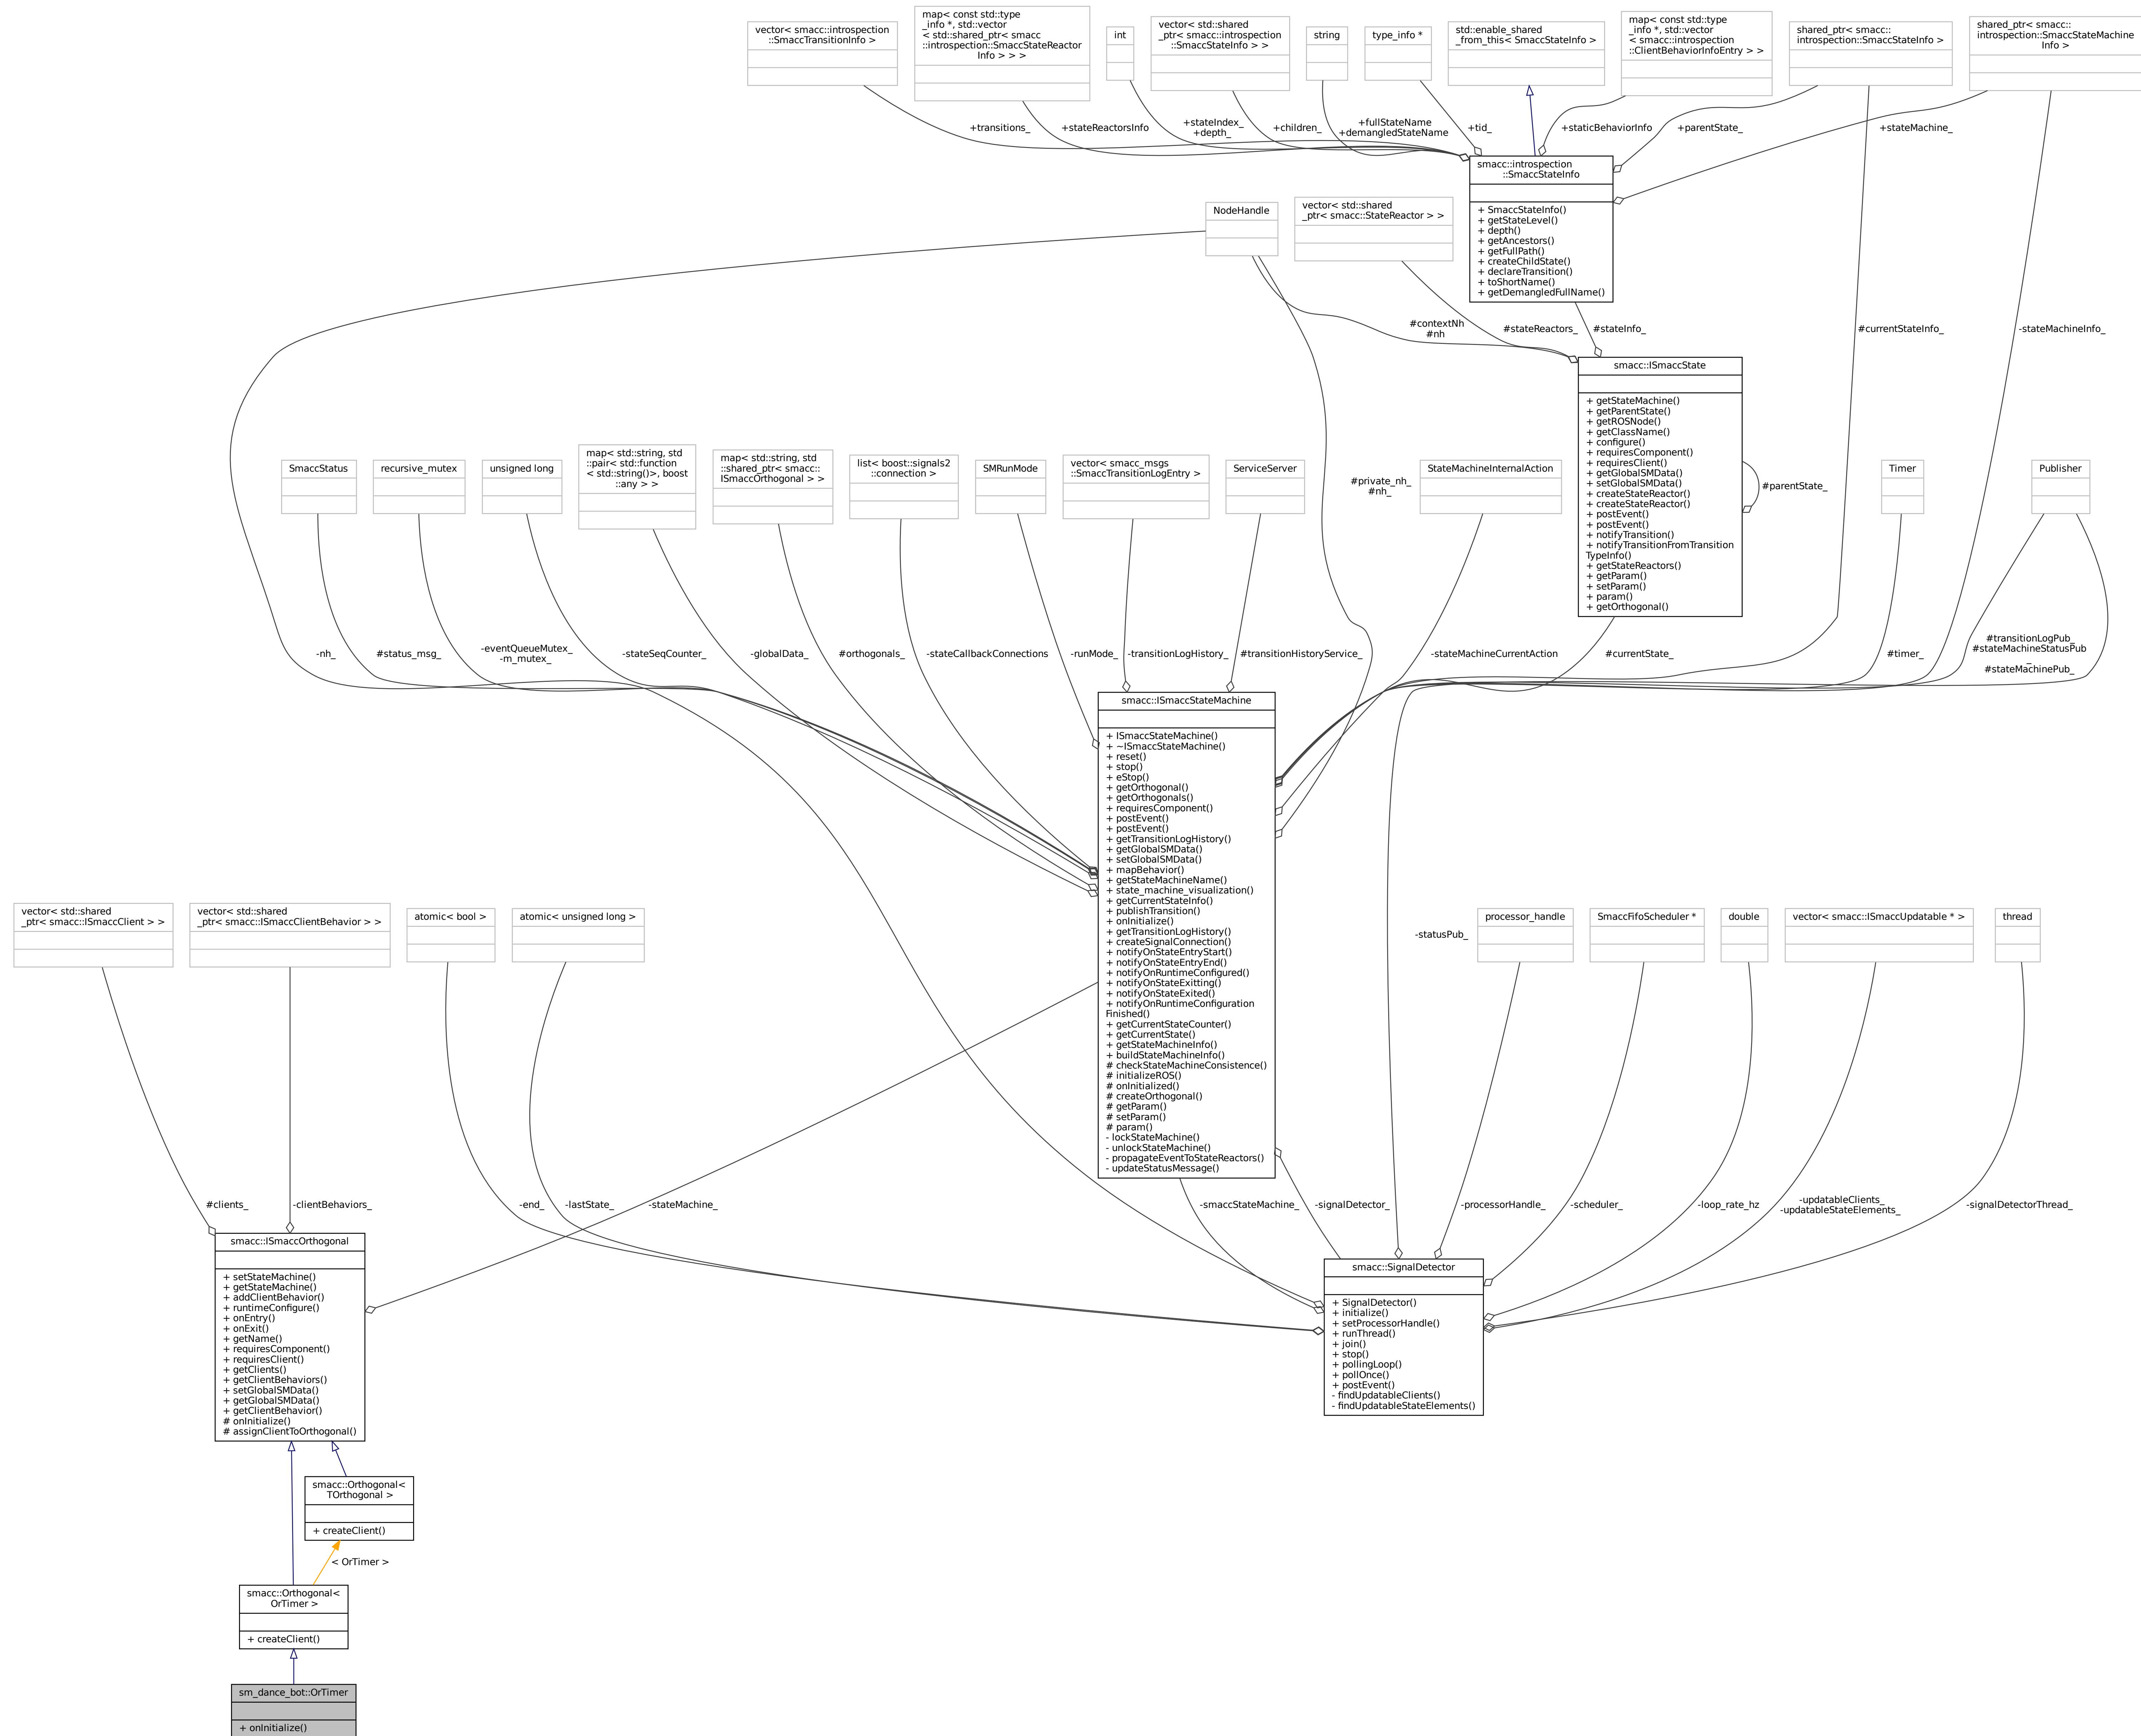 vector< smacc::introspection
::SmaccTransitionInfo >
map< const std::type
_info *, std::vector
< std::shared_ptr< smacc
::introspection::SmaccStateReactor
Info > > >
int
vector< std::shared
_ptr< smacc::introspection
::SmaccStateInfo > >
string
type_info *
std::enable_shared
_from_this< SmaccStateInfo >
map< const std::type
_info *, std::vector
< smacc::introspection
::ClientBehaviorInfoEntry > >
shared_ptr< smacc::
introspection::SmaccStateInfo >
shared_ptr< smacc::
introspection::SmaccStateMachine
Info >
+transitions_
+stateReactorsInfo
+stateIndex_
+depth_
+children_
+fullStateName
+demangledStateName
+tid_
+staticBehaviorInfo
+parentState_
+stateMachine_
smacc::introspection
::SmaccStateInfo
+ SmaccStateInfo()
+ getStateLevel()
+ depth()
+ getAncestors()
+ getFullPath()
+ createChildState()
+ declareTransition()
+ toShortName()
+ getDemangledFullName()
NodeHandle
vector< std::shared
_ptr< smacc::StateReactor > >
#contextNh
#nh
#stateReactors_
#stateInfo_
#currentStateInfo_
-stateMachineInfo_
smacc::ISmaccState
+ getStateMachine()
+ getParentState()
+ getROSNode()
+ getClassName()
+ configure()
+ requiresComponent()
+ requiresClient()
+ getGlobalSMData()
+ setGlobalSMData()
+ createStateReactor()
+ createStateReactor()
+ postEvent()
+ postEvent()
+ notifyTransition()
+ notifyTransitionFromTransition
TypeInfo()
+ getStateReactors()
+ getParam()
+ setParam()
+ param()
+ getOrthogonal()
#parentState_
SmaccStatus
recursive_mutex
unsigned long
map< std::string, std
::pair< std::function
< std::string()>, boost
::any > >
map< std::string, std
::shared_ptr< smacc::
ISmaccOrthogonal > >
list< boost::signals2
::connection >
SMRunMode
vector< smacc_msgs
::SmaccTransitionLogEntry >
ServiceServer
#private_nh_
#nh_
StateMachineInternalAction
Timer
Publisher
-nh_
#status_msg_
-eventQueueMutex_
-m_mutex_
-stateSeqCounter_
-globalData_
#orthogonals_
-stateCallbackConnections
-runMode_
-transitionLogHistory_
#transitionHistoryService_
-stateMachineCurrentAction
#currentState_
#timer_
#transitionLogPub_
#stateMachineStatusPub
_
#stateMachinePub_
smacc::ISmaccStateMachine
+ ISmaccStateMachine()
+ ~ISmaccStateMachine()
+ reset()
+ stop()
+ eStop()
+ getOrthogonal()
+ getOrthogonals()
+ requiresComponent()
+ postEvent()
+ postEvent()
+ getTransitionLogHistory()
+ getGlobalSMData()
+ setGlobalSMData()
+ mapBehavior()
+ getStateMachineName()
+ state_machine_visualization()
+ getCurrentStateInfo()
+ publishTransition()
+ onInitialize()
+ getTransitionLogHistory()
+ createSignalConnection()
+ notifyOnStateEntryStart()
+ notifyOnStateEntryEnd()
+ notifyOnRuntimeConfigured()
+ notifyOnStateExitting()
+ notifyOnStateExited()
+ notifyOnRuntimeConfiguration
Finished()
+ getCurrentStateCounter()
+ getCurrentState()
+ getStateMachineInfo()
+ buildStateMachineInfo()
# checkStateMachineConsistence()
# initializeROS()
# onInitialized()
# createOrthogonal()
# getParam()
# setParam()
# param()
- lockStateMachine()
- unlockStateMachine()
- propagateEventToStateReactors()
- updateStatusMessage()
vector< std::shared
_ptr< smacc::ISmaccClient > >
vector< std::shared
_ptr< smacc::ISmaccClientBehavior > >
atomic< bool >
atomic< unsigned long >
-statusPub_
processor_handle
SmaccFifoScheduler *
double
vector< smacc::ISmaccUpdatable * >
thread
#clients_
-clientBehaviors_
-end_
-lastState_
-stateMachine_
-smaccStateMachine_
-signalDetector_
-processorHandle_
-scheduler_
-loop_rate_hz
-updatableClients_
-updatableStateElements_
-signalDetectorThread_
smacc::ISmaccOrthogonal
+ setStateMachine()
+ getStateMachine()
+ addClientBehavior()
+ runtimeConfigure()
+ onEntry()
+ onExit()
+ getName()
+ requiresComponent()
+ requiresClient()
+ getClients()
+ getClientBehaviors()
+ setGlobalSMData()
+ getGlobalSMData()
+ getClientBehavior()
# onInitialize()
# assignClientToOrthogonal()
smacc::SignalDetector
+ SignalDetector()
+ initialize()
+ setProcessorHandle()
+ runThread()
+ join()
+ stop()
+ pollingLoop()
+ pollOnce()
+ postEvent()
- findUpdatableClients()
- findUpdatableStateElements()
smacc::Orthogonal<
TOrthogonal >
+ createClient()
< OrTimer >
smacc::Orthogonal<
OrTimer >
+ createClient()
sm_dance_bot::OrTimer
+ onInitialize()